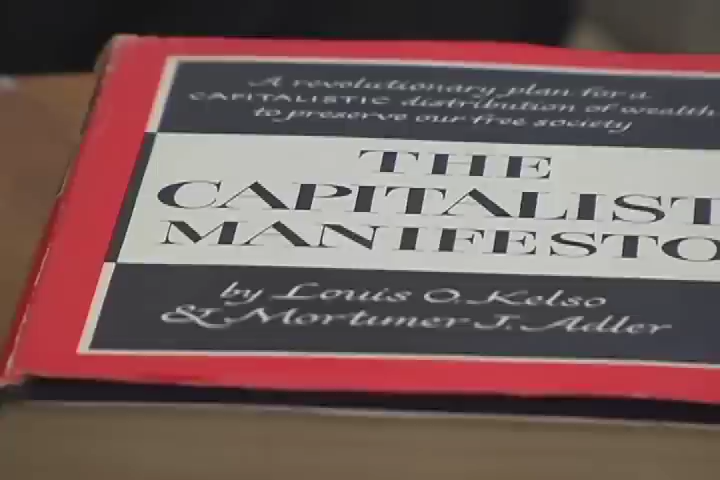 A revolutionary plan for a
CAPITALISTIC distribution of wealth
to preserve our free society
THE
CAPITALIST
MANIFESTO
by Louis O. Kelso
& Mortimer J. Adler